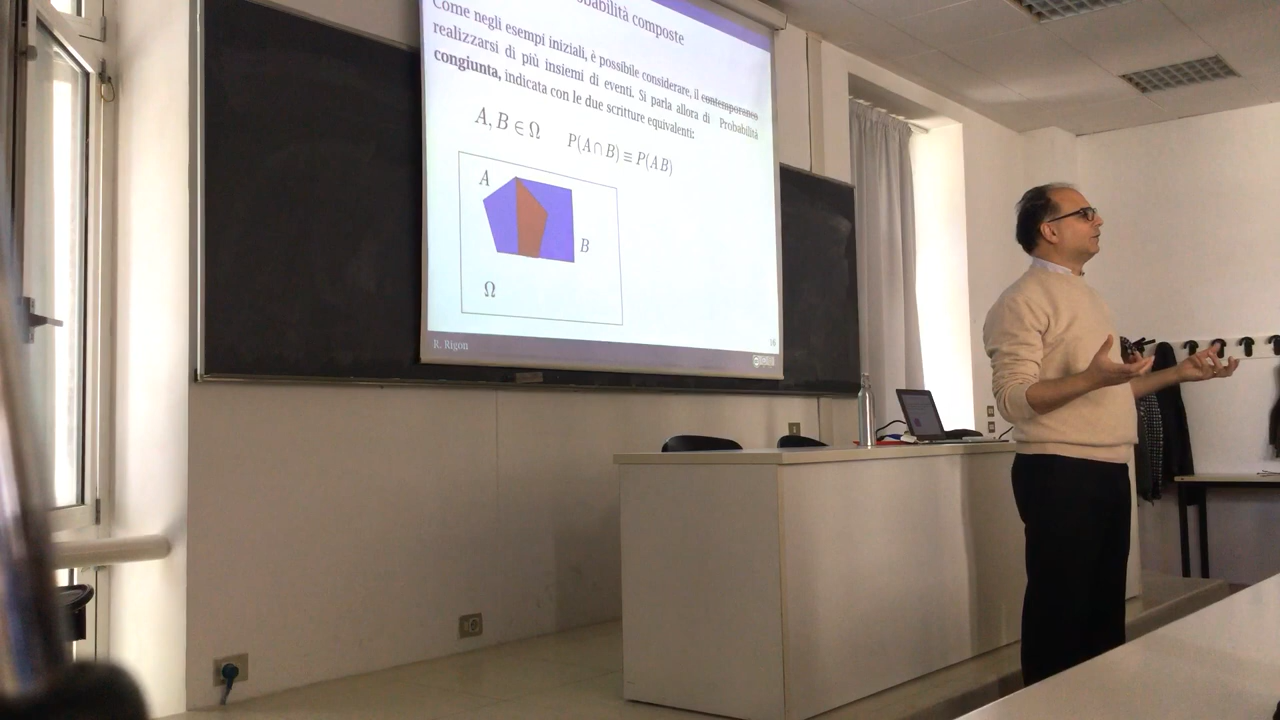 composte
Come negli esempi iniziali, è possibile considerare, il contemporaneo
realizzarsi di più insiemi di eventi. Si parla allora di Probabilità
congiunta, indicata con le due scritture equivalenti:
A, B ∈ Ω P(A ∩ B) ≡ P(AB)
A
B
Ω
R. Rigon
16